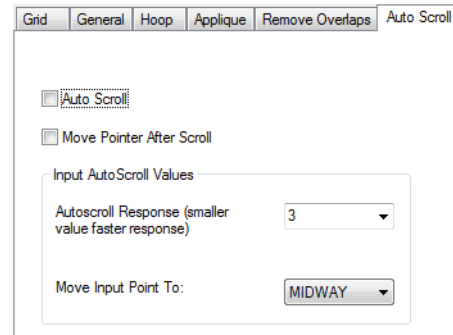 Grid General Hoop Applique Remove Overlaps Auto Scroll
Auto Scroll
Move Pointer After Scroll
Input AutoScroll Values
Autoscroll Response (smaller
value faster response)
3
Move Input Point To:
MIDWAY